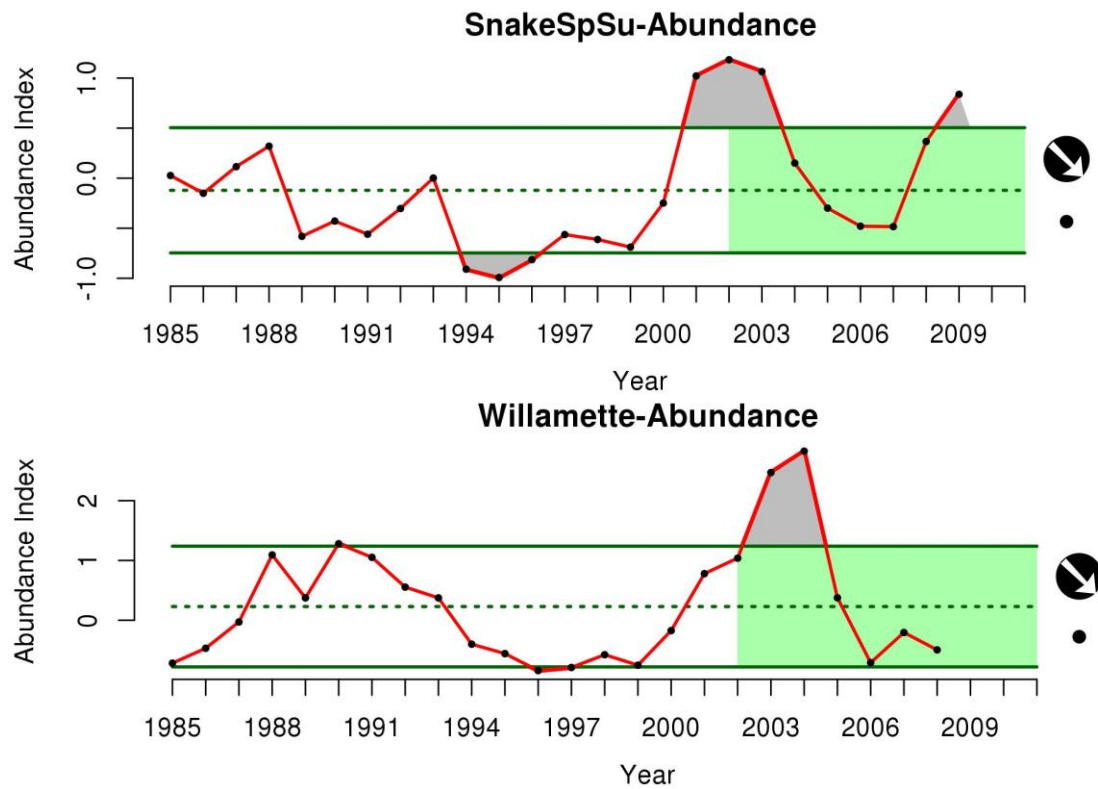 SnakeSpSu-Abundance
Abundance Index
1.0
0.0
-1.0
1985 1988 1991 1994 1997 2000 2003 2006 2009
Year
Willamette-Abundance
Abundance Index
2
1
0
1985 1988 1991 1994 1997 2000 2003 2006 2009
Year